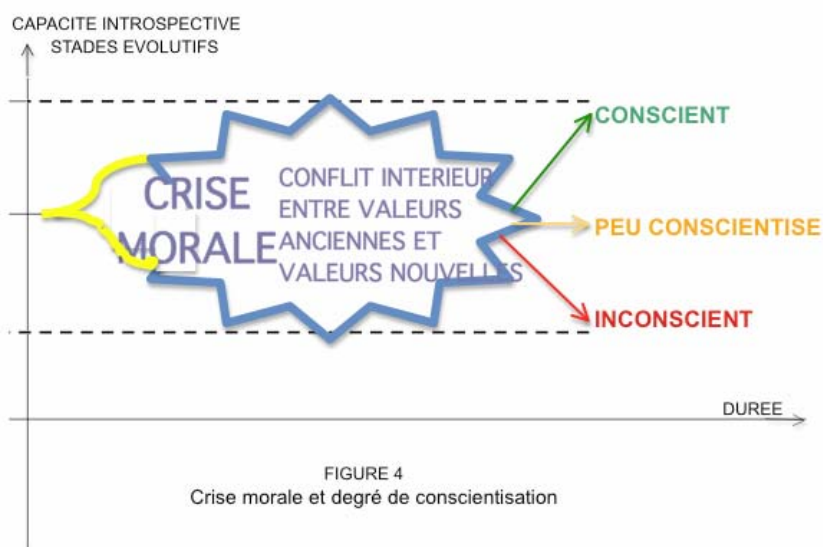 CAPACITE INTROSPECTIVE
STADES EVOLUTIFS
CRISE
MORALE
CONFLIT INTERIEUR
ENTRE VALEURS
ANCIENNES ET
VALEURS NOUVELLES
CONSCIENT
PEU CONSCIENTISE
INCONSCIENT
DUREE
FIGURE 4
Crise morale et degré de conscientisation